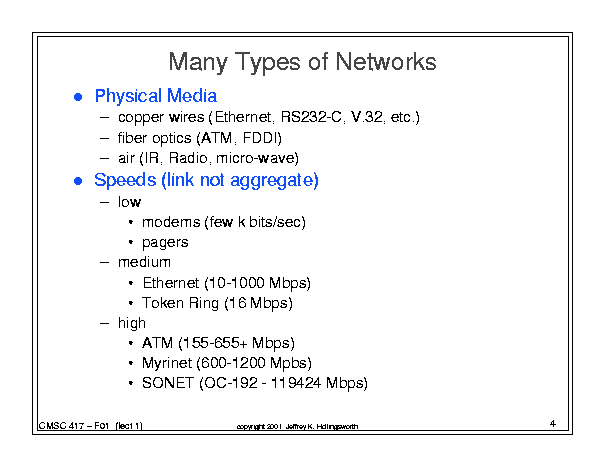 Many Types of Networks
● Physical Media
– copper wires (Ethernet, RS232-C, V.32, etc.)
– fiber optics (ATM, FDDI)
– air (IR, Radio, micro-wave)
● Speeds (link not aggregate)
– low
• modems (few k bits/sec)
• pagers
– medium
• Ethernet (10-1000 Mbps)
• Token Ring (16 Mbps)
– high
• ATM (155-655+ Mbps)
• Myrinet (600-1200 Mpbs)
• SONET (OC-192 - 119424 Mbps)
CMSC 417 – F01 (lect 1)
copyright 2001 Jeffrey K. Hollingsworth
4